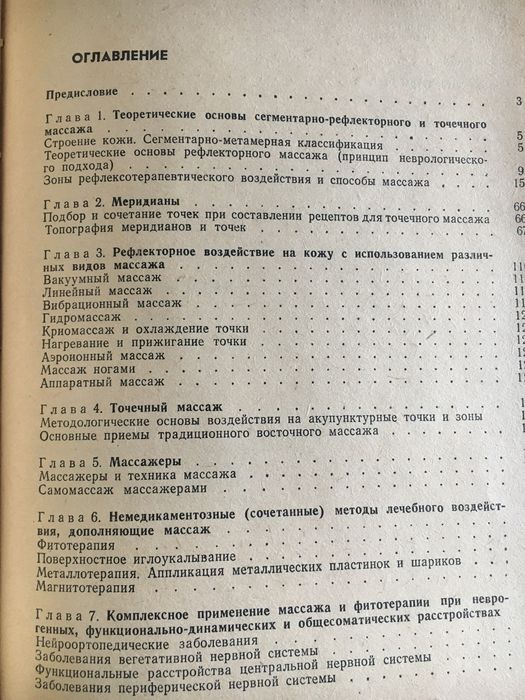 ОГЛАВЛЕНИЕ
Предисловие . . . 3
Глава 1. Теоретические основы сегментарно-рефлекторного и точечного
массажа . . . 5
Строение кожи. Сегментарно-метамерная классификация . . . 5
Теоретические основы рефлекторного массажа (принцип неврологическо-
го подхода) . . . 9
Зоны рефлексотерапевтического воздействия и способы массажа . . . 15
Глава 2. Меридианы . . . 66
Подбор и сочетание точек при составлении рецептов для точечного массажа 66
Топография меридианов и точек . . . 67
Глава 3. Рефлекторное воздействие на кожу с использованием различ-
ных видов массажа . . .
Вакуумный массаж . . .
Линейный массаж . . .
Вибрационный массаж . . .
Гидромассаж . . .
Криомассаж и охлаждение точки . . .
Нагревание и прижигание точки . . .
Аэроионный массаж . . .
Массаж ногами . . .
Аппаратный массаж . . .
Глава 4. Точечный массаж . . .
Методологические основы воздействия на акупунктурные точки и зоны
Основные приемы традиционного восточного массажа . . .
Глава 5. Массажеры . . .
Массажеры и техника массажа . . .
Самомассаж массажерами . . .
Глава 6. Немедикаментозные (сочетанные) методы лечебного воздейст-
вия, дополняющие массаж . . .
Фитотерапия . . .
Поверхностное иглоукалывание . . .
Металлотерапия. Аппликация металлических пластинок и шариков
Магнитотерапия . . .
Глава 7. Комплексное применение массажа и фитотерапии при невро-
генных, функционально-динамических и общесоматических расстройствах
Нейроортопедические заболевания . . .
Заболевания вегетативной нервной системы . . .
Функциональные расстройства центральной нервной системы
Заболевания периферической нервной системы . . .